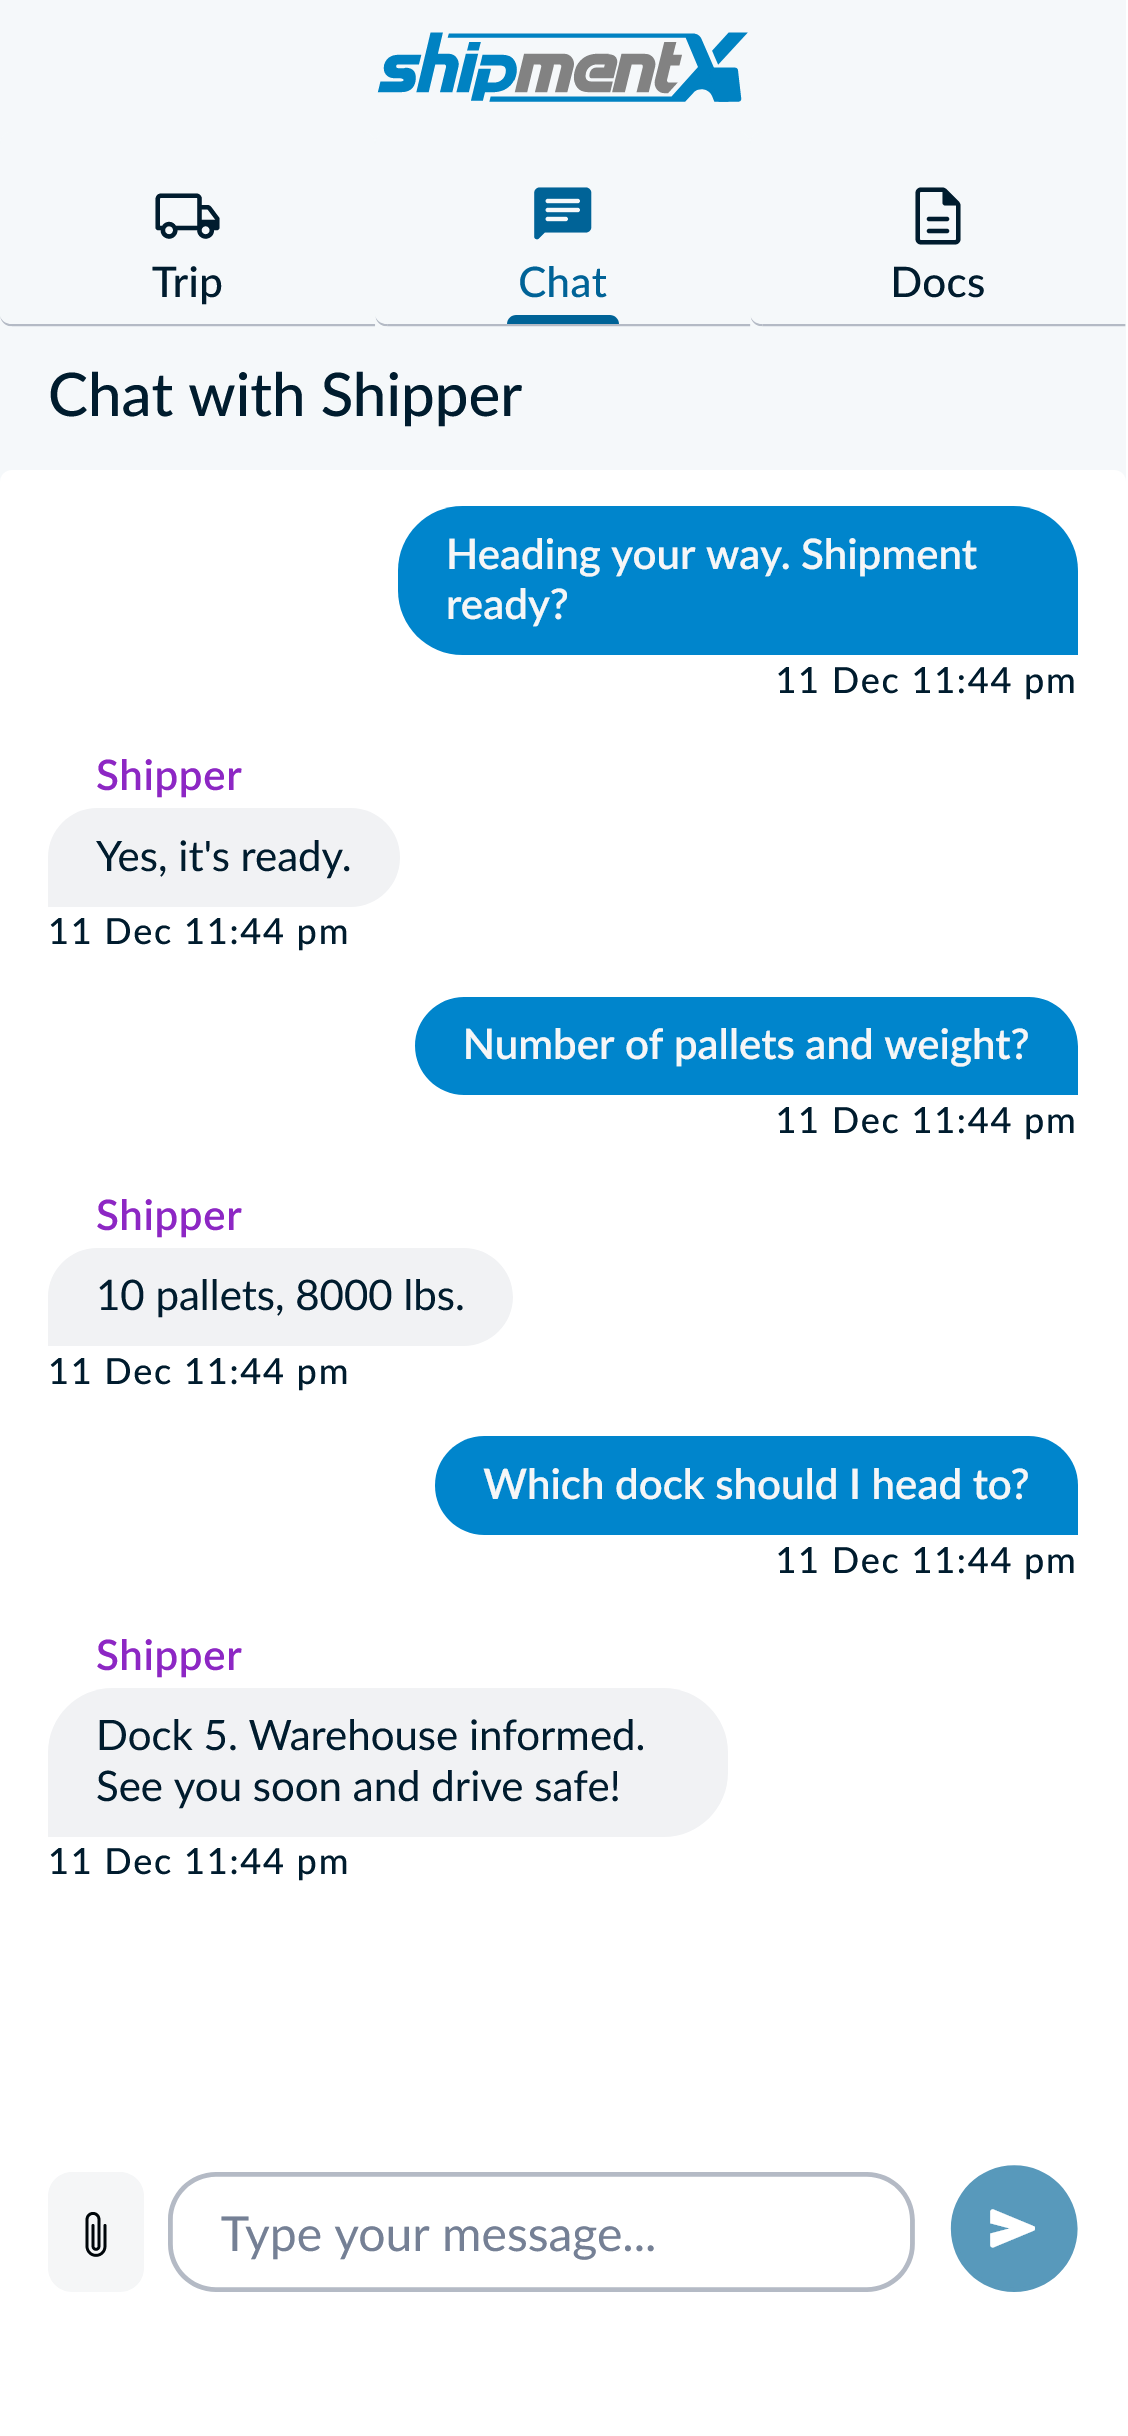 shipmentX
Trip
Chat
Docs
Chat with Shipper
Heading your way. Shipment
ready?
11 Dec 11:44 pm
Shipper
Yes, it's ready.
11 Dec 11:44 pm
Number of pallets and weight?
11 Dec 11:44 pm
Shipper
10 pallets, 8000 lbs.
11 Dec 11:44 pm
Which dock should I head to?
11 Dec 11:44 pm
Shipper
Dock 5. Warehouse informed.
See you soon and drive safe!
11 Dec 11:44 pm
Type your message...